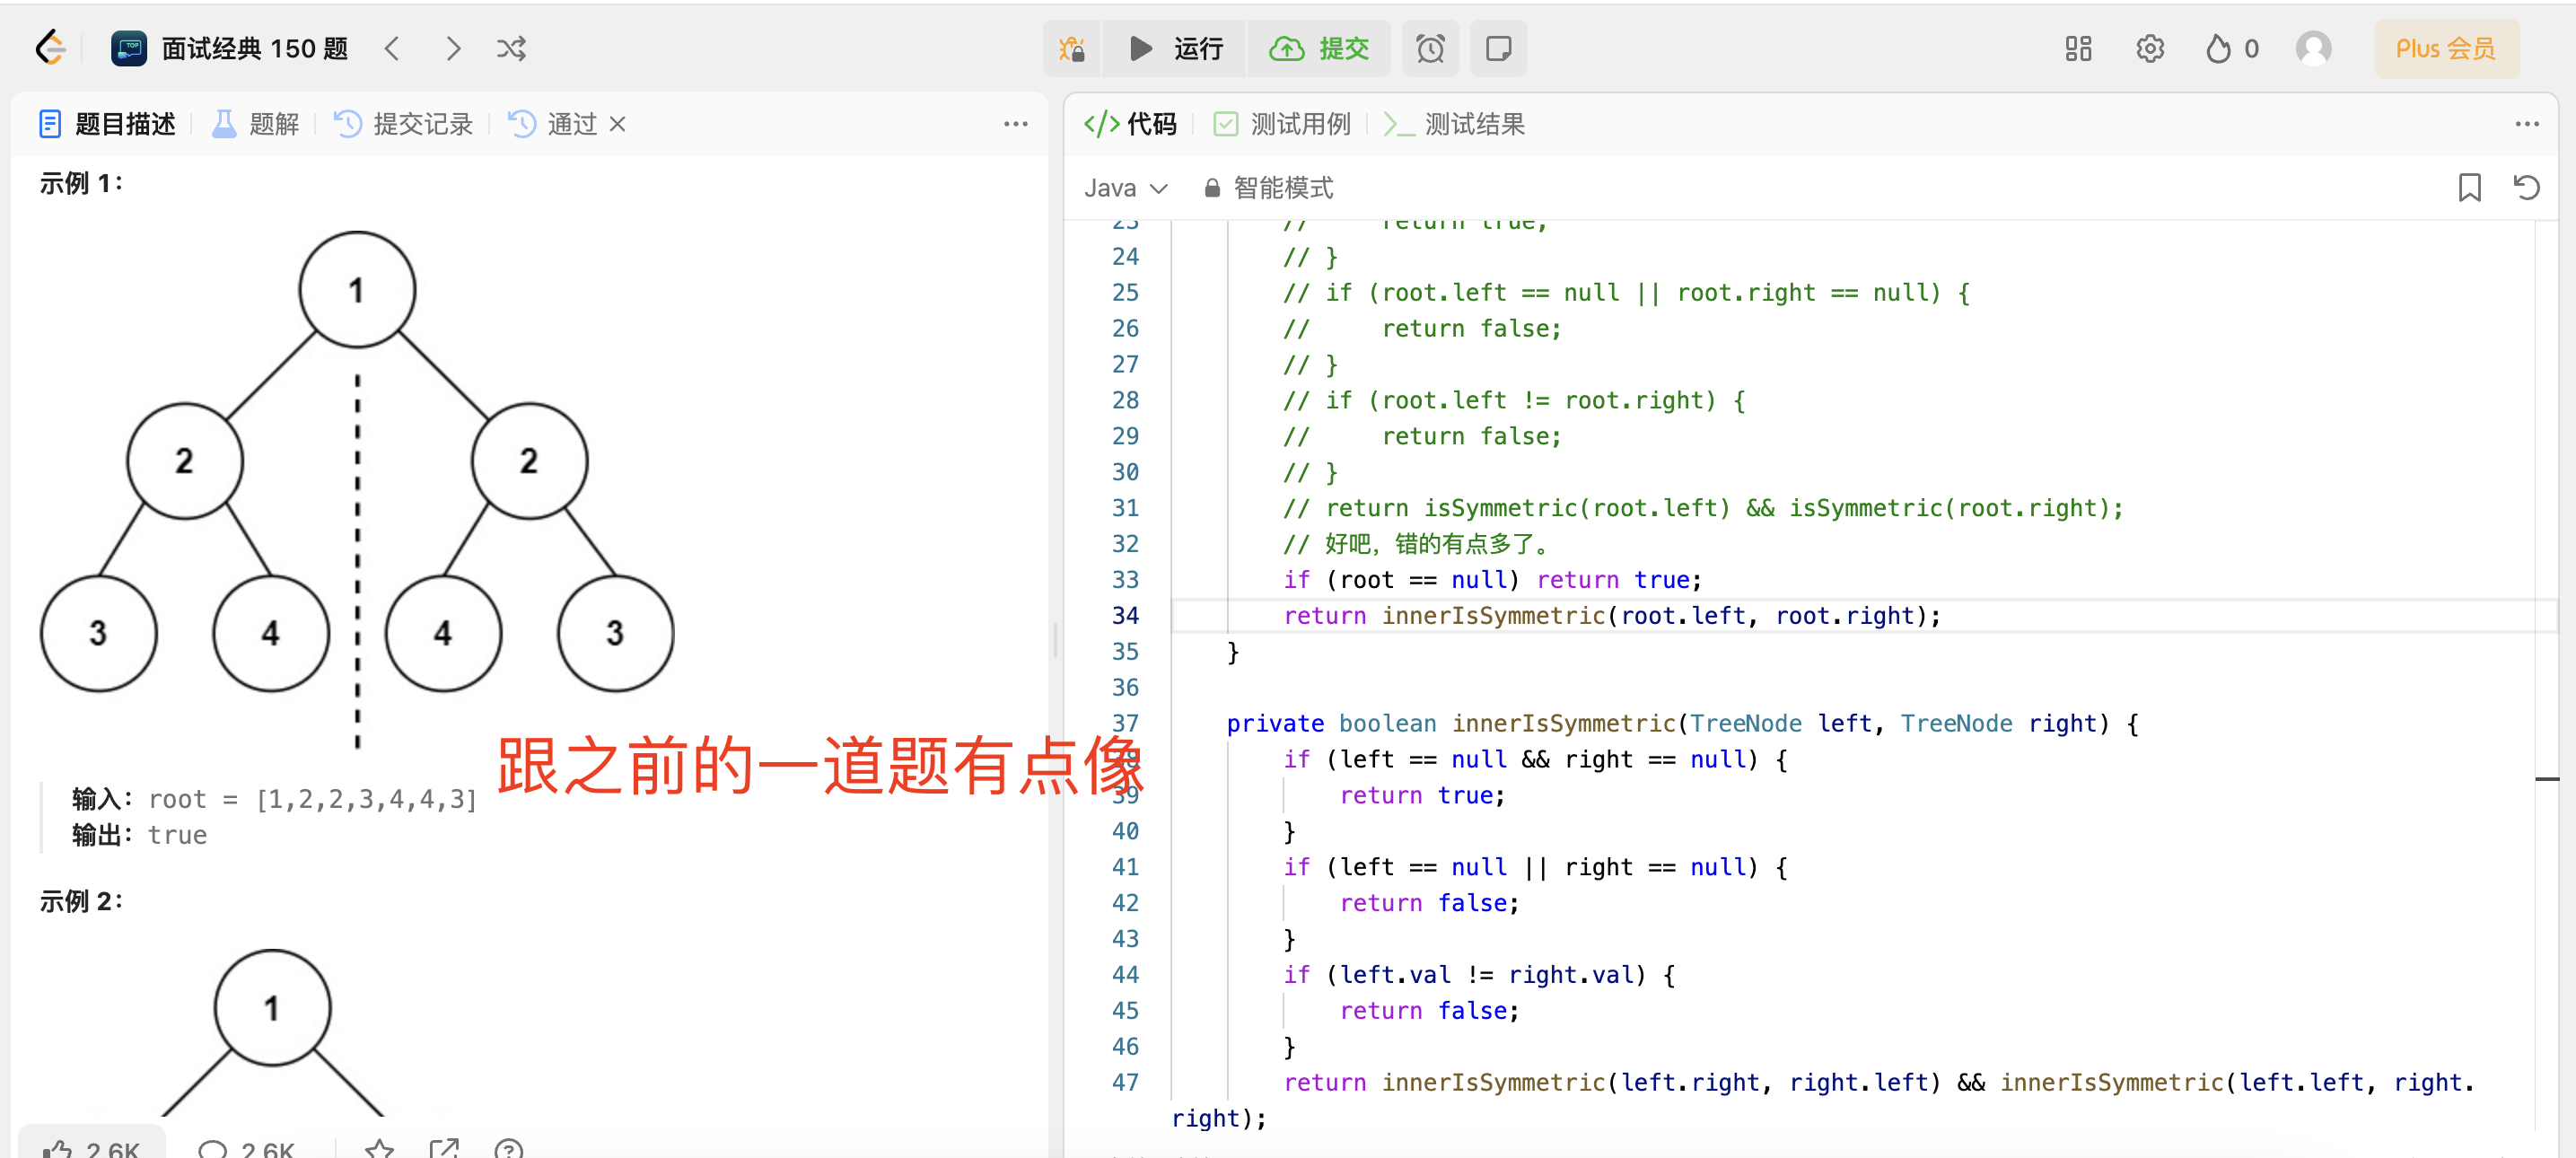 面试经典 150 题
运行
提交
0
Plus 会员
题目描述
题解
提交记录
通过
代码
测试用例
测试结果
Java
智能模式
示例 1：
1
2
2
3
4
4
3
输入：root = [1,2,2,3,4,4,3]
输出：true
跟之前的一道题有点像
示例 2：
1
2.6K
2.6K
23 // return true;
24 // }
25 // if (root.left == null || root.right == null) {
26 // return false;
27 // }
28 // if (root.left != root.right) {
29 // return false;
30 // }
31 // return isSymmetric(root.left) && isSymmetric(root.right);
32 // 好吧，错的有点多了。
33 if (root == null) return true;
34 return innerIsSymmetric(root.left, root.right);
35 }
36
37 private boolean innerIsSymmetric(TreeNode left, TreeNode right) {
38 if (left == null && right == null) {
39 return true;
40 }
41 if (left == null || right == null) {
42 return false;
43 }
44 if (left.val != right.val) {
45 return false;
46 }
47 return innerIsSymmetric(left.right, right.left) && innerIsSymmetric(left.left, right.
right);